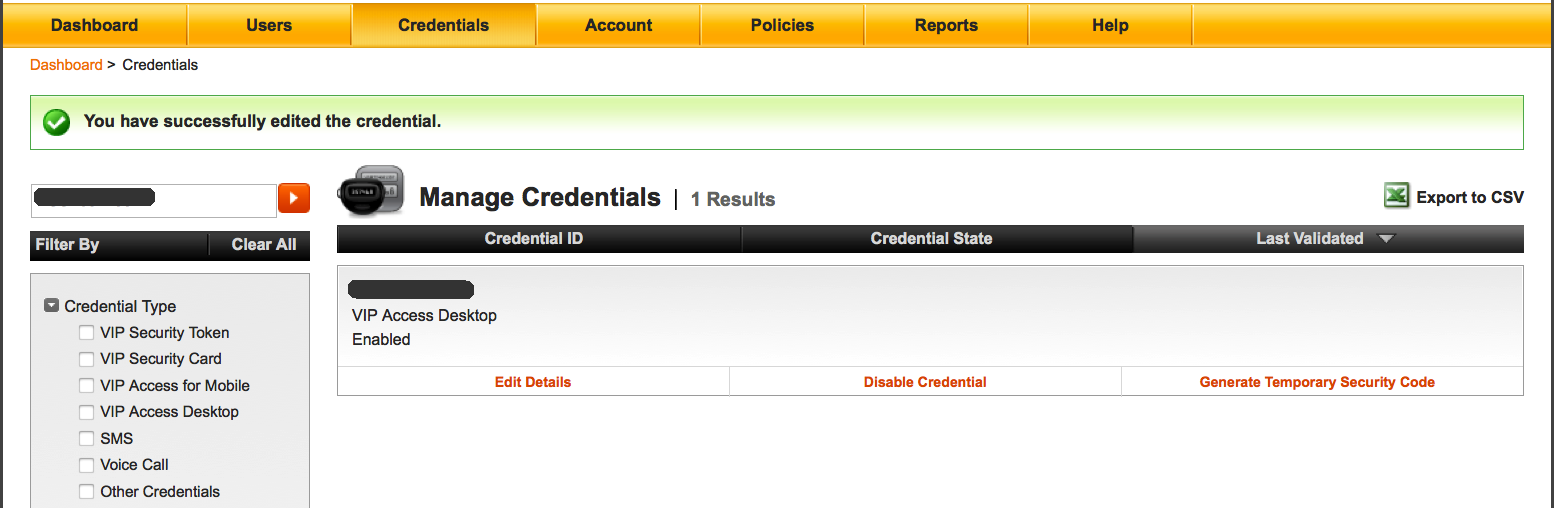 Dashboard Users Credentials Account Policies Reports Help
Dashboard > Credentials
You have successfully edited the credential.
Manage Credentials | 1 Results
Export to CSV
Filter By Clear All
Credential ID Credential State Last Validated
Credential Type
VIP Security Token
VIP Security Card
VIP Access for Mobile
VIP Access Desktop
SMS
Voice Call
Other Credentials
VIP Access Desktop
Enabled
Edit Details Disable Credential Generate Temporary Security Code